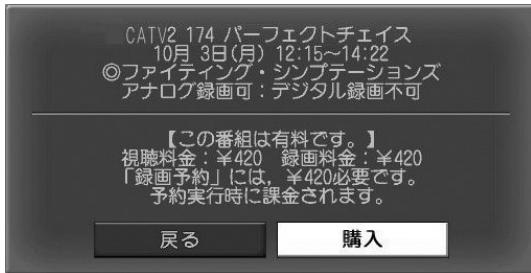 CATV2 174 パーフェクトチェイス
10月 3日(月) 12:15~14:22
◎ファイティング・シンプテーションズ
アナログ録画可：デジタル録画不可
【この番組は有料です。】
視聴料金：¥420 録画料金：¥420
「録画予約」には，¥420必要です。
予約実行時に課金されます。
戻る
購入